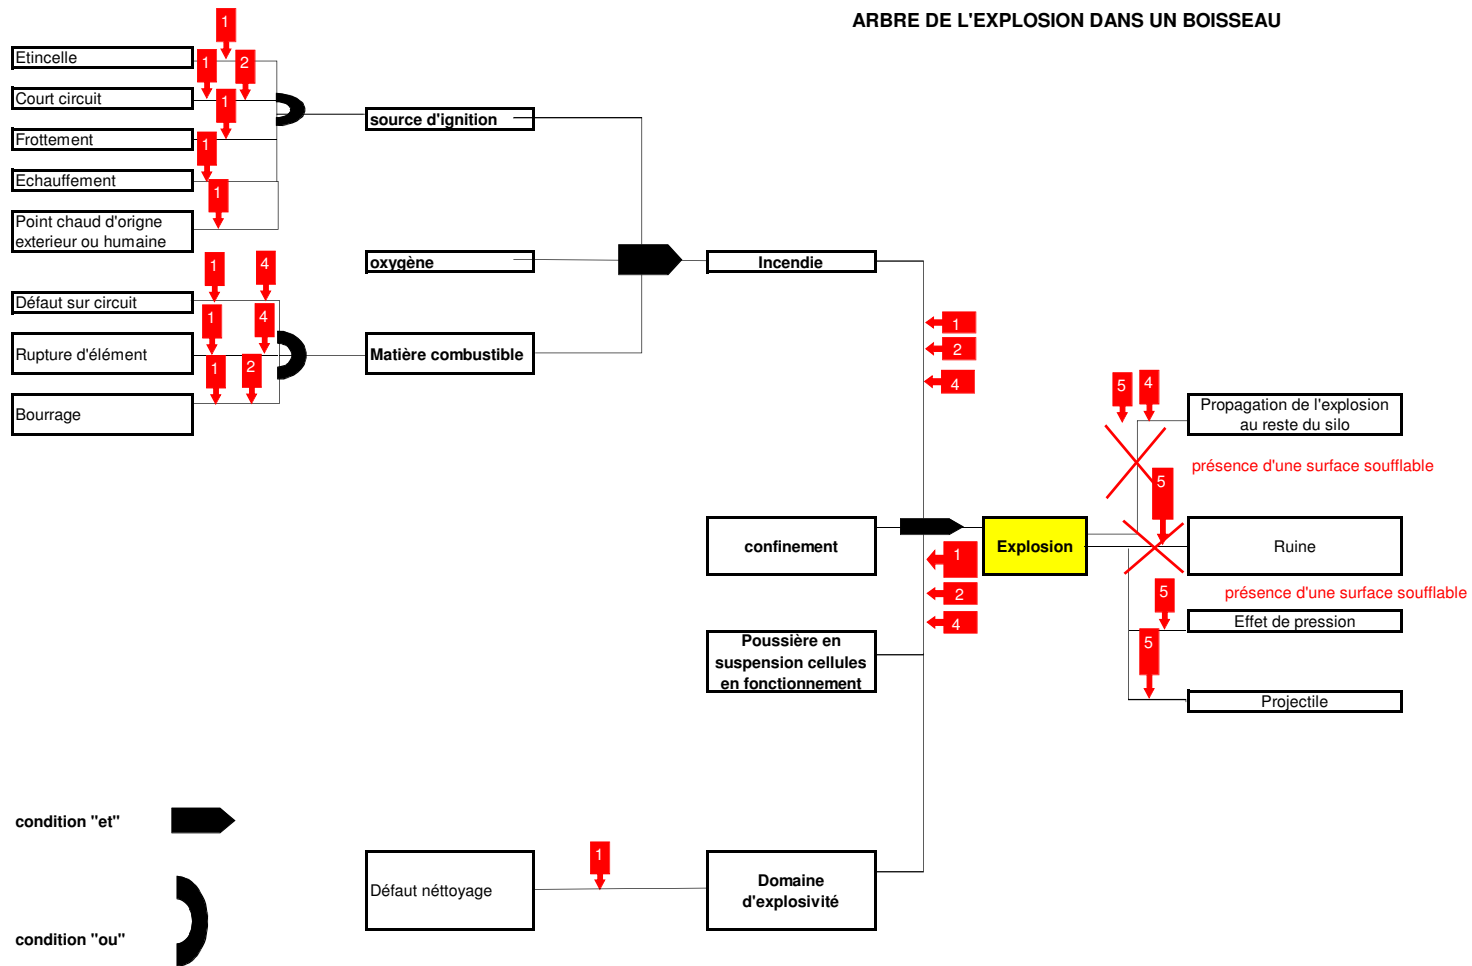 ARBRE DE L'EXPLOSION DANS UN BOISSEAU
1
Etincelle
1
2
Court circuit
1
Frottement
1
Echauffement
1
Point chaud d'origne
exterieur ou humaine
source d'ignition
oxygène
Incendie
1
4
Défaut sur circuit
1
4
Rupture d'élément
1
2
Bourrage
Matière combustible
1
2
4
5
4
Propagation de l'explosion
au reste du silo
présence d'une surface soufflable
5
confinement
Explosion
Ruine
1
2
4
présence d'une surface soufflable
5
Effet de pression
5
Projectile
Poussière en
suspension cellules
en fonctionnement
condition "et"
Défaut néttoyage
1
Domaine
d'explosivité
condition "ou"